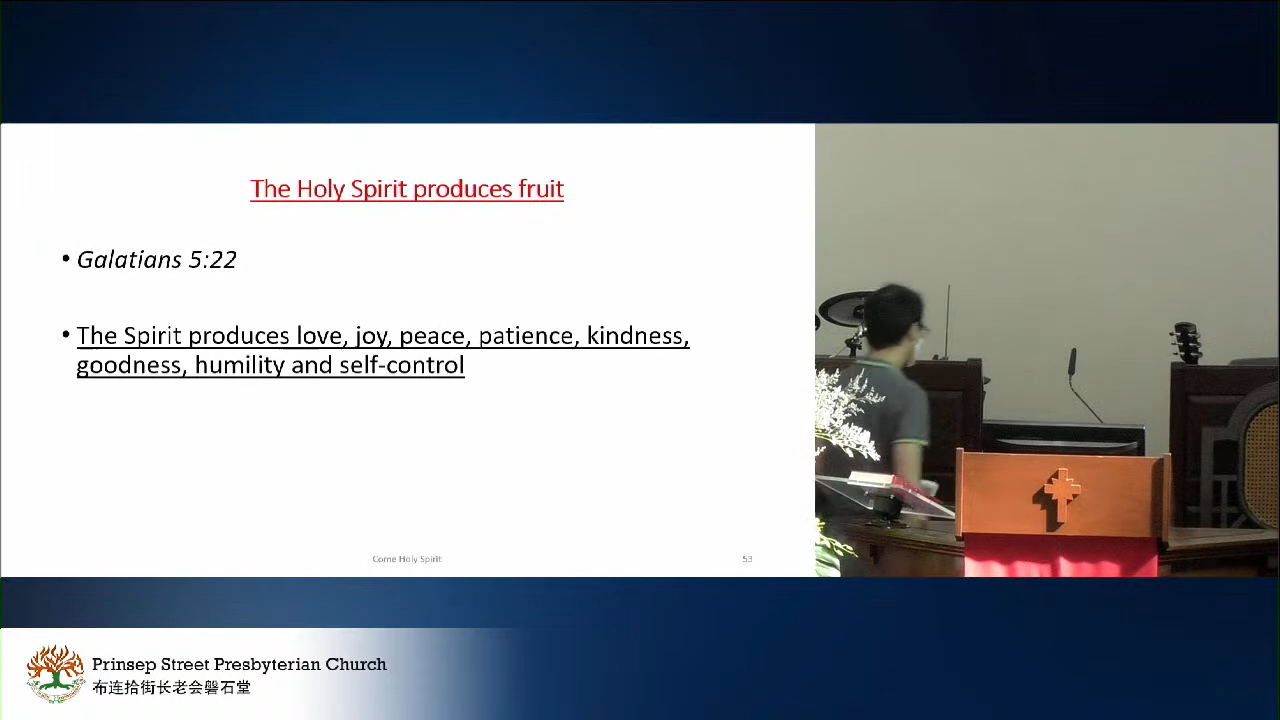 The Holy Spirit produces fruit
• Galatians 5:22
• The Spirit produces love, joy, peace, patience, kindness,
goodness, humility and self-control
Come Holy Spirit
53
Prinsep Street Presbyterian Church
布连拾街长老会磐石堂